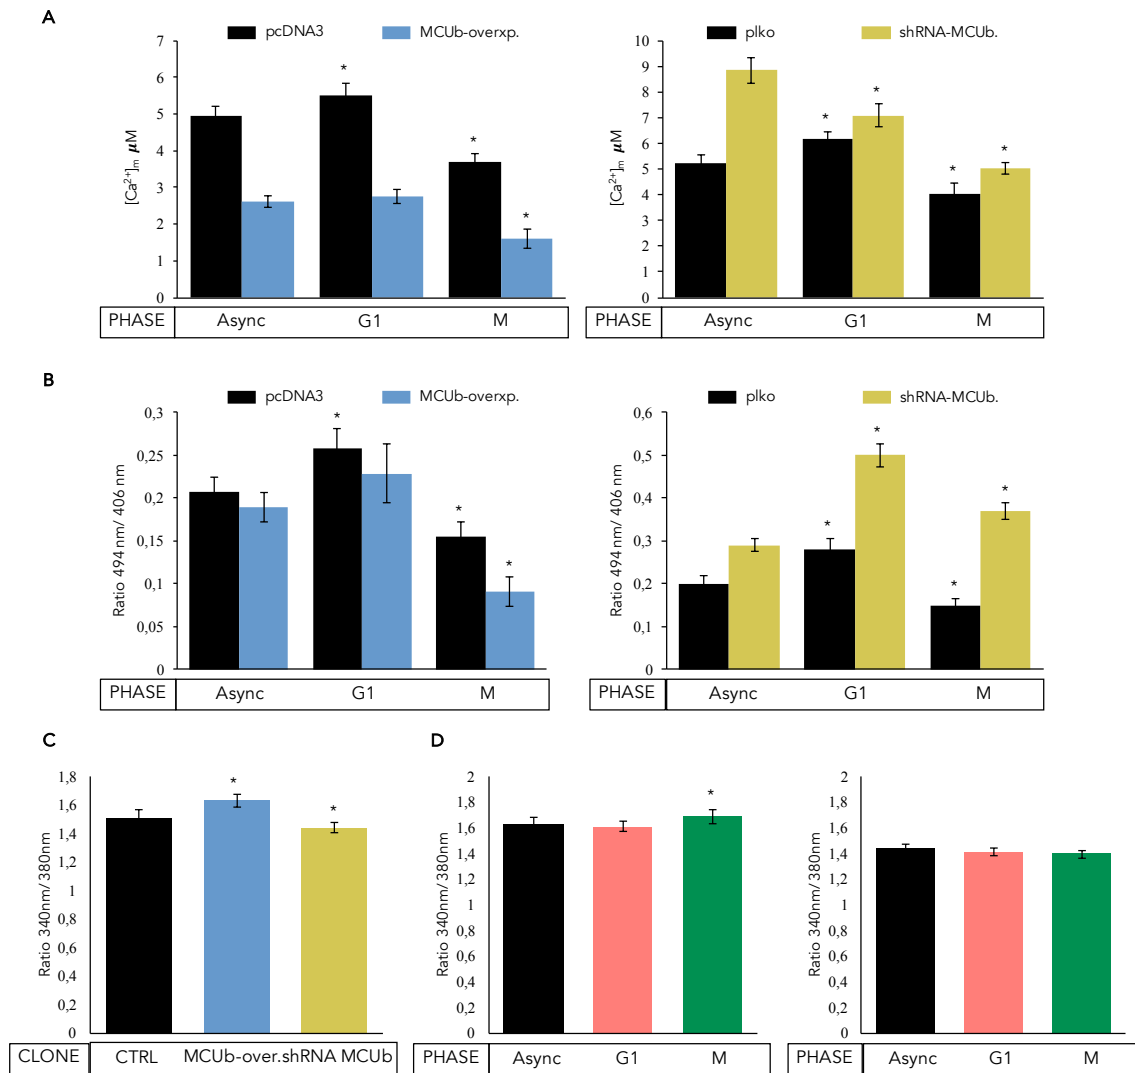 A
pcDNA3 MCUb-overxp.
plko shRNA-MCUb.
[Ca²⁺]ₘ μM
7
6
5
4
3
2
1
0
* * *
PHASE Async G1 M
[Ca²⁺]ₘ μM
10
9
8
7
6
5
4
3
2
1
0
* * * *
PHASE Async G1 M
B
pcDNA3 MCUb-overxp.
plko shRNA-MCUb.
Ratio 494 nm/ 406 nm
0,3
0,25
0,2
0,15
0,1
0,05
0
* * *
PHASE Async G1 M
Ratio 494 nm/ 406 nm
0,6
0,5
0,4
0,3
0,2
0,1
0
* * * *
PHASE Async G1 M
C
Ratio 340nm/ 380nm
1,8
1,6
1,4
1,2
1
0,8
0,6
0,4
0,2
0
* *
CLONE CTRL MCUb-over. shRNA MCUb
D
Ratio 340nm/ 380nm
2
1,8
1,6
1,4
1,2
1
0,8
0,6
0,4
0,2
0
*
PHASE Async G1 M
Ratio 340nm/ 380nm
2
1,8
1,6
1,4
1,2
1
0,8
0,6
0,4
0,2
0
PHASE Async G1 M